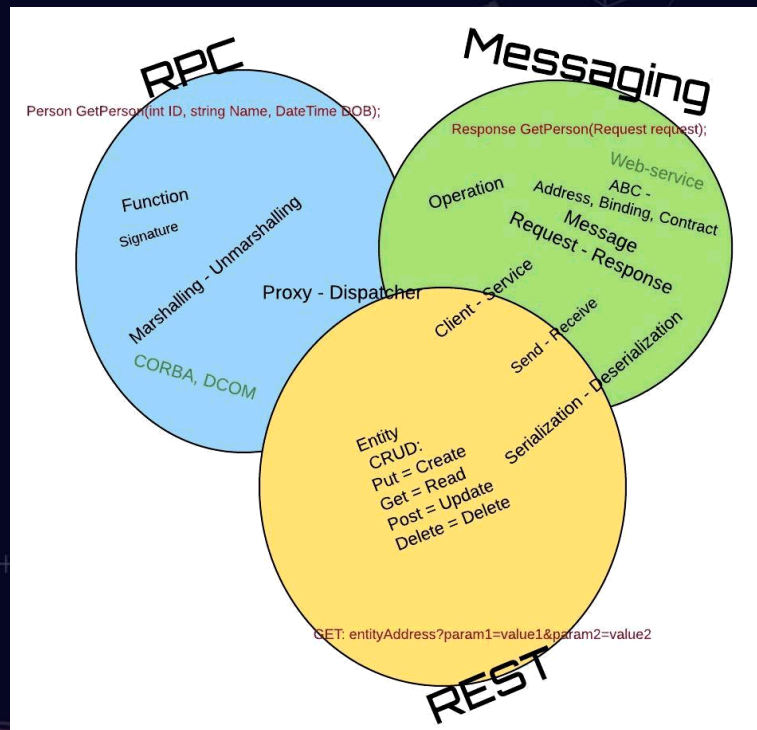 RPC
Person GetPerson(int ID, string Name, DateTime DOB);
Function
Signature
Marshalling - Unmarshalling
CORBA, DCOM
Proxy - Dispatcher
Messaging
Response GetPerson(Request request);
Web-service
Operation
ABC -
Address, Binding, Contract
Message
Request - Response
Client - Service
Send - Receive
Serialization - Deserialization
Entity
CRUD:
Put = Create
Get = Read
Post = Update
Delete = Delete
GET: entityAddress?param1=value1&param2=value2
REST